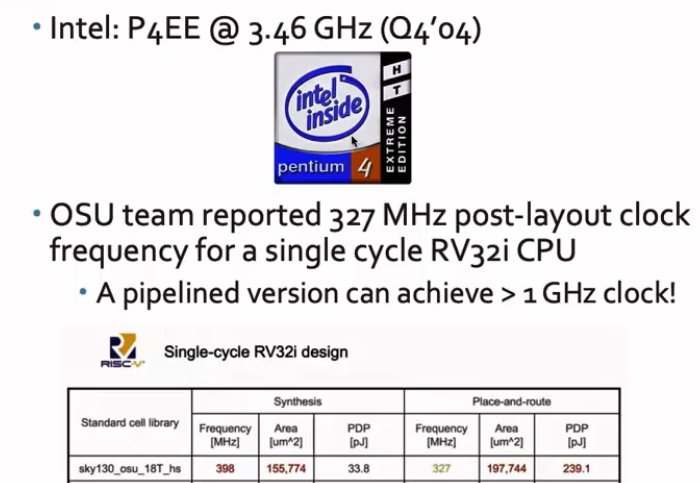 • Intel: P4EE @ 3.46 GHz (Q4’04)
intel
inside
pentium 4
HT
EXTREME
EDITION
• OSU team reported 327 MHz post-layout clock
frequency for a single cycle RV32i CPU
• A pipelined version can achieve > 1 GHz clock!
RISC-V®
Single-cycle RV32i design
Standard cell library
Synthesis
Place-and-route
Frequency [MHz]
Area [um^2]
PDP [pJ]
Frequency [MHz]
Area [um^2]
PDP [pJ]
sky130_osu_18T_hs 398 155,774 33.8 327 197,744 239.1